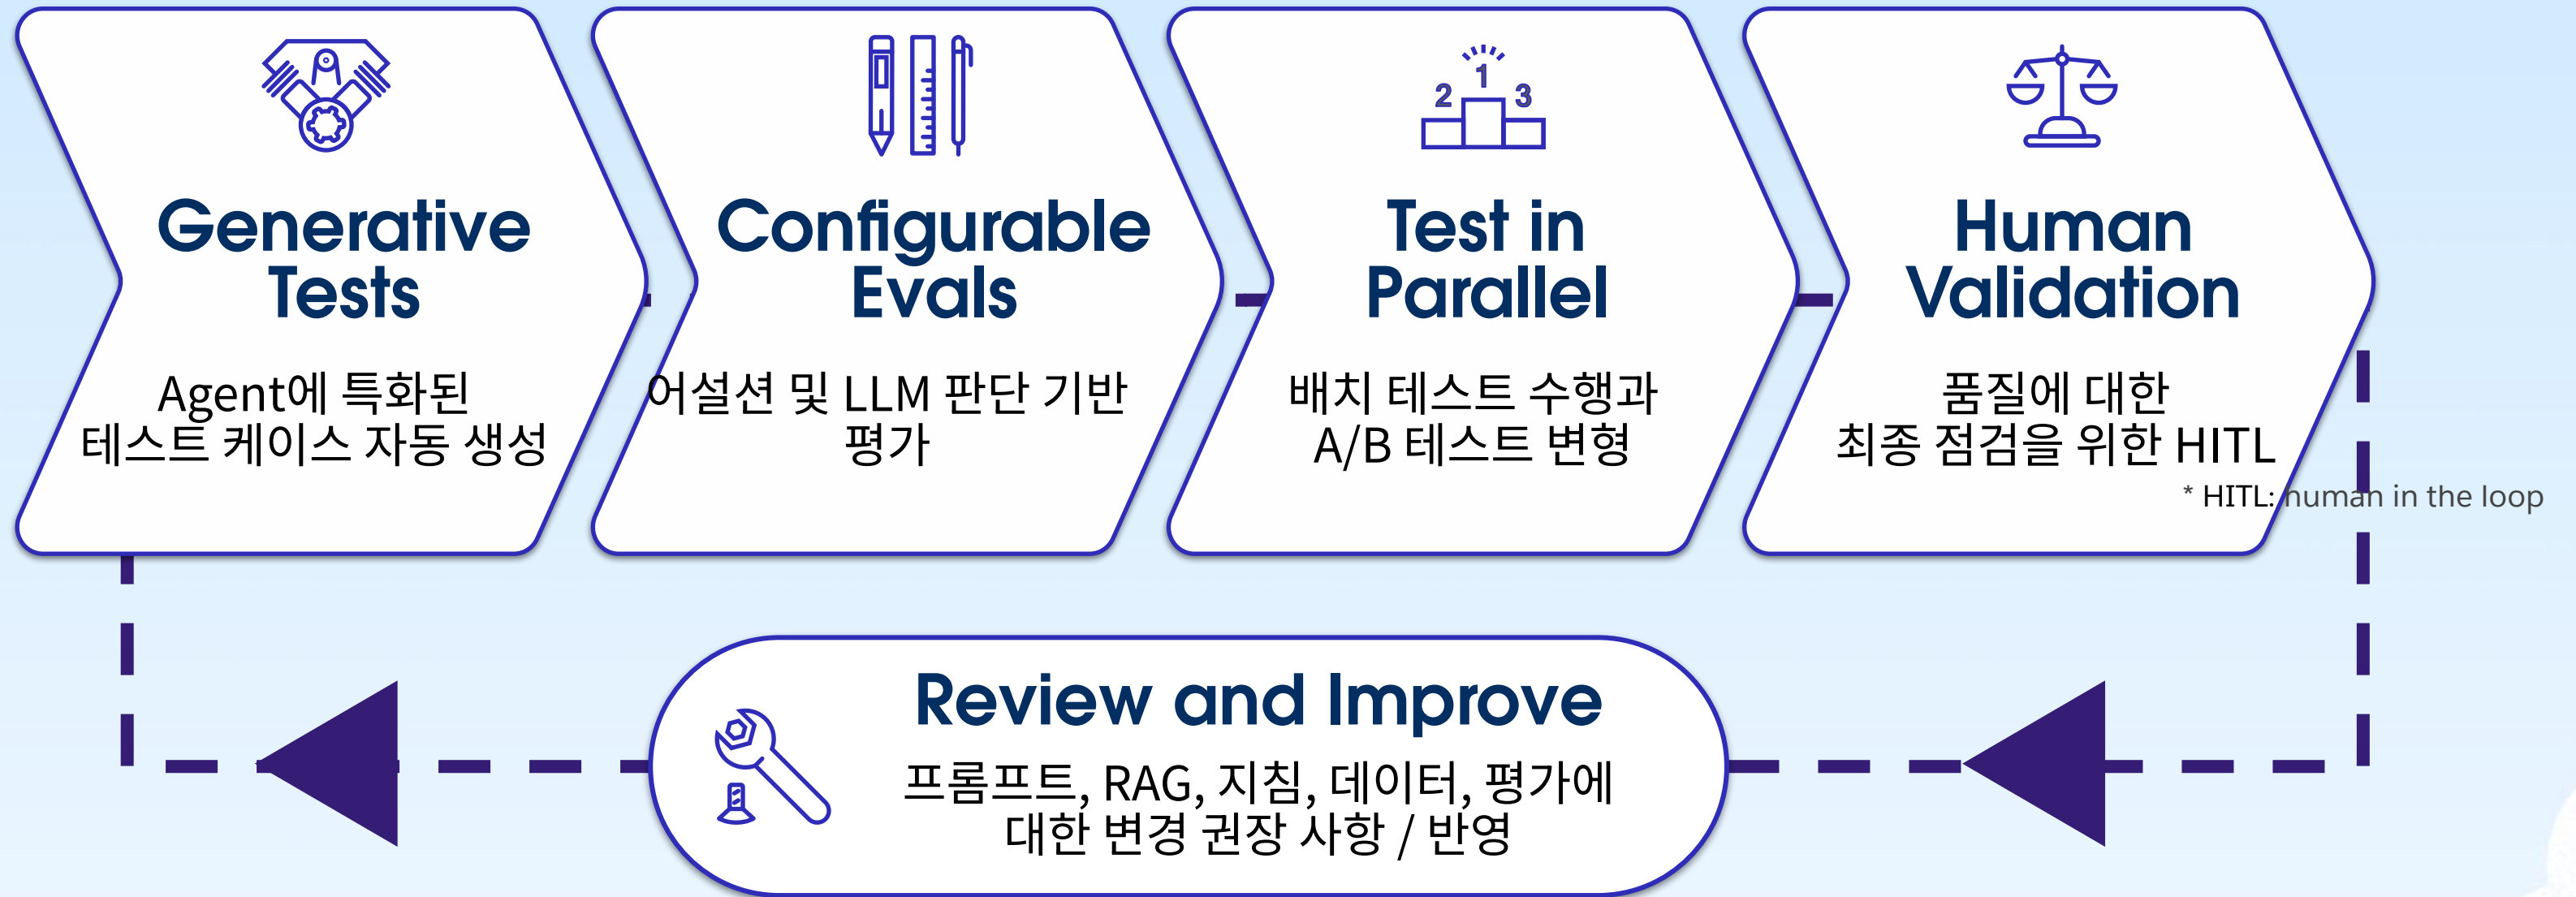 2
1
3
Generative
Tests
Agent에 특화된
테스트 케이스 자동 생성
Configurable
Evals
어설션 및 LLM 판단 기반
평가
Test in
Parallel
배치 테스트 수행과
A/B 테스트 변형
Human
Validation
품질에 대한
최종 점검을 위한 HITL
* HITL: human in the loop
Review and Improve
프롬프트, RAG, 지침, 데이터, 평가에
대한 변경 권장 사항 / 반영